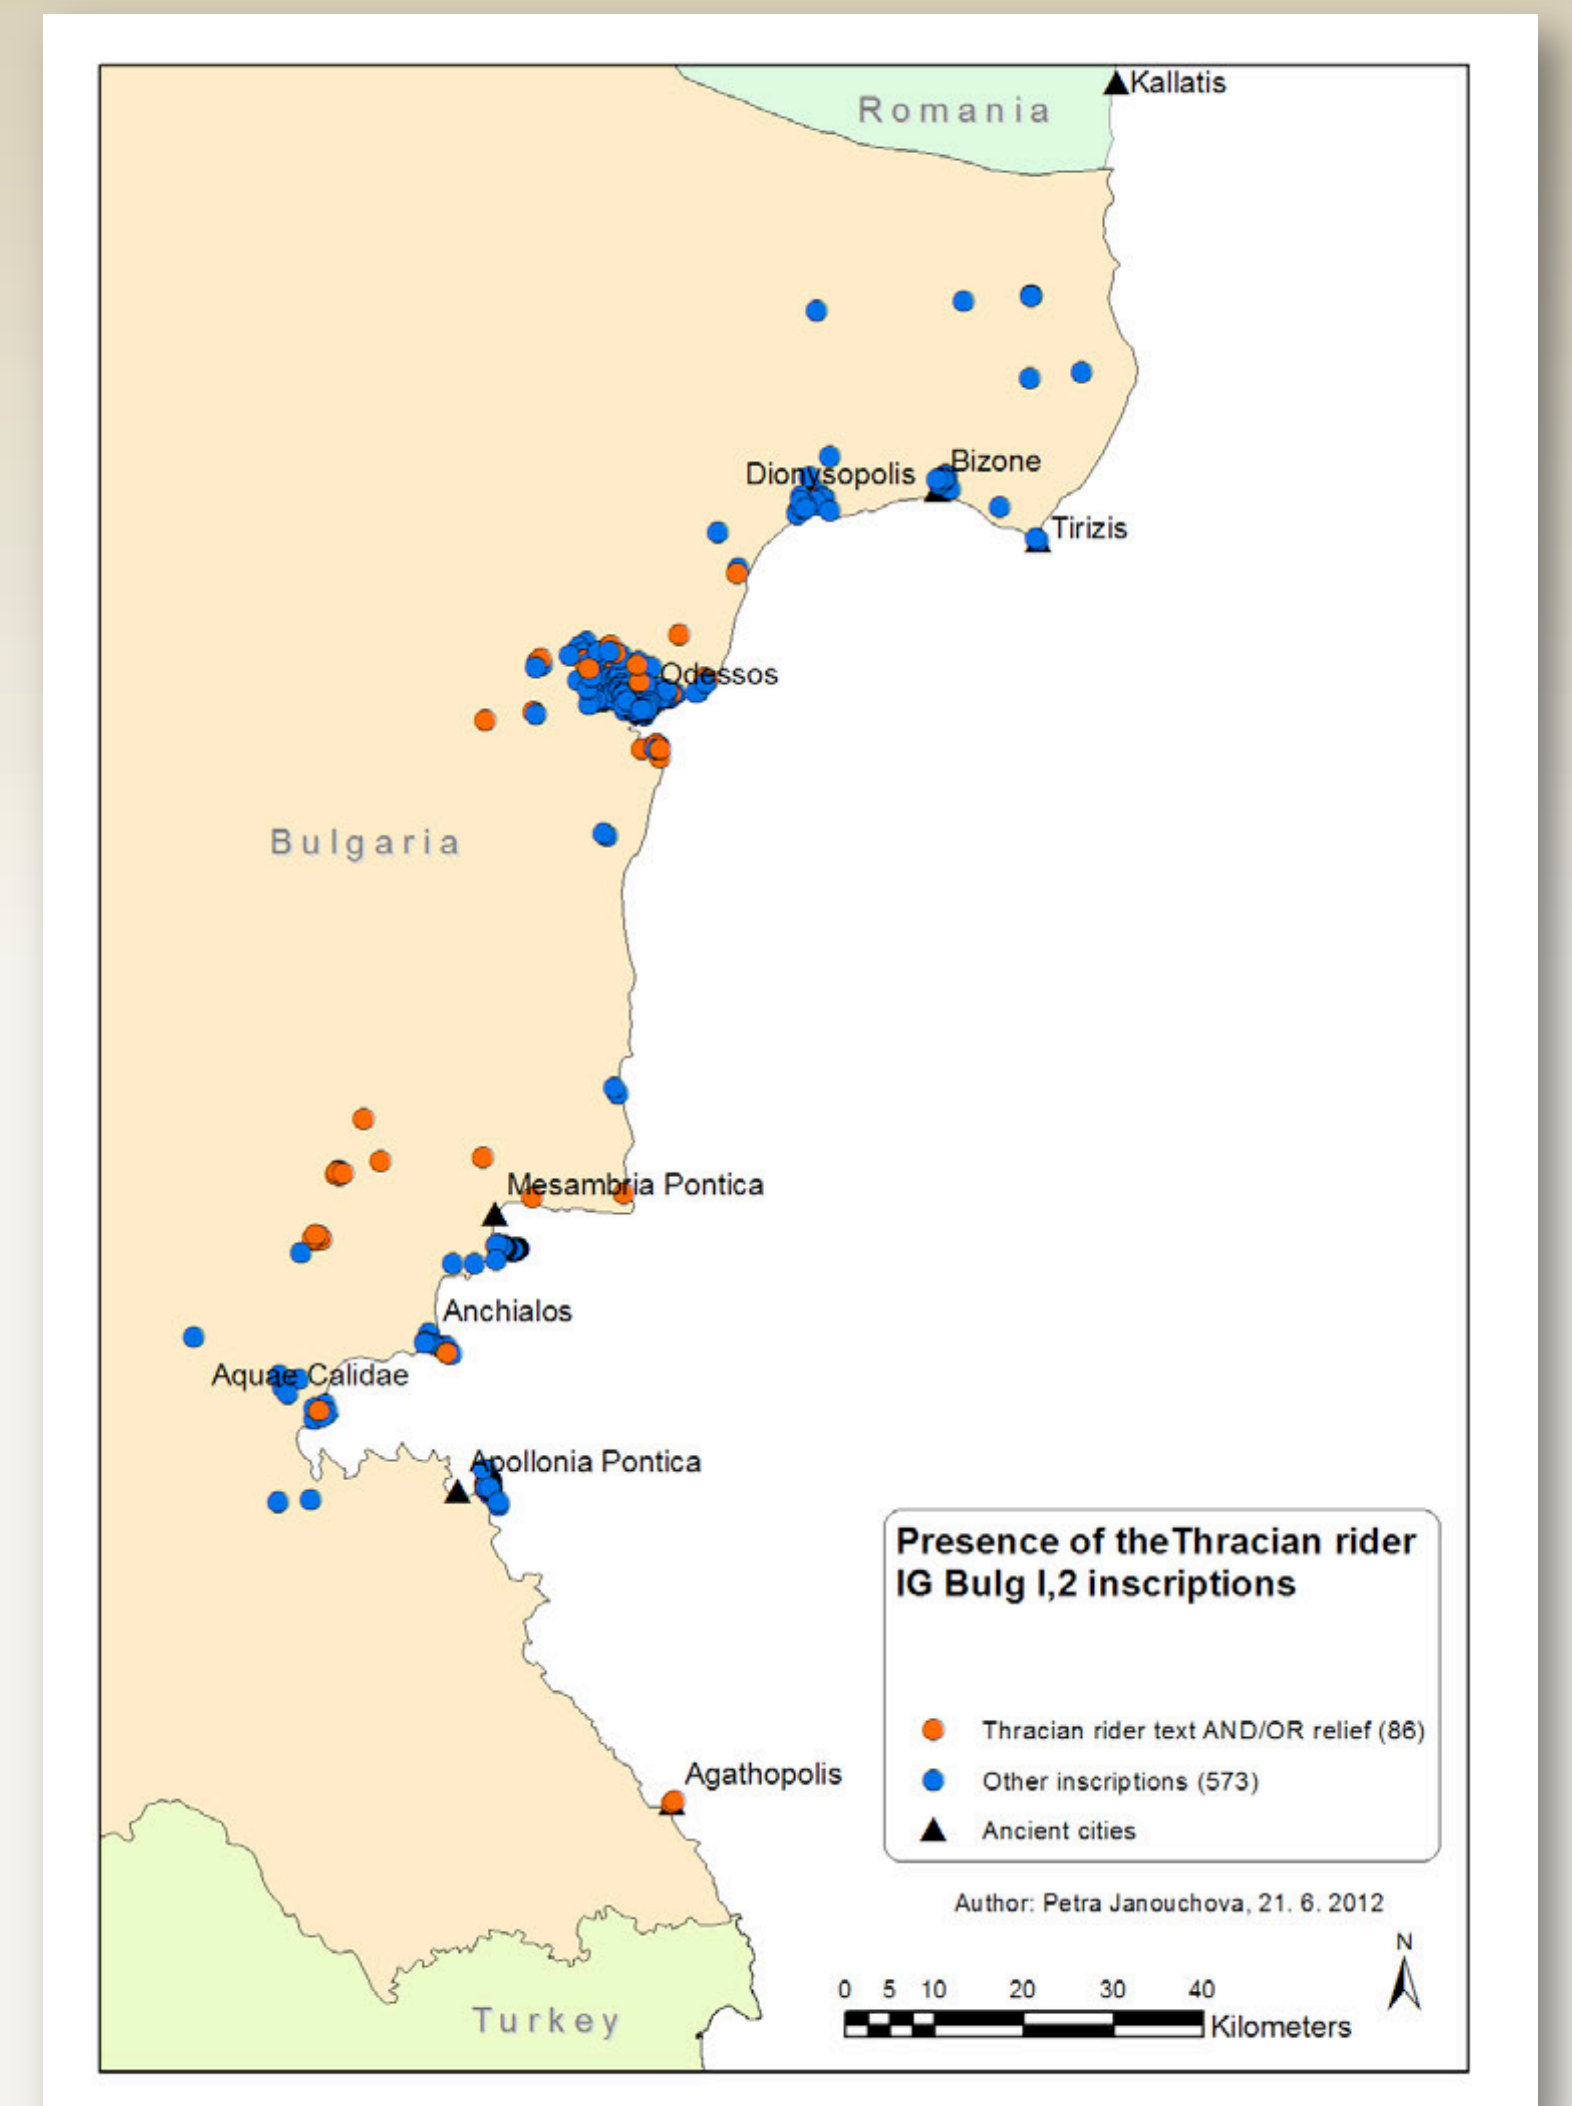 Kallatis
Romania
Bizone
Dionysopolis
Tirizis
Odessos
Bulgaria
Mesambria Pontica
Anchialos
Aquae Calidae
Apollonia Pontica
Presence of theThracian rider
IG Bulg I,2 inscriptions
Thracian rider text AND/OR relief (86)
Other inscriptions (573)
Ancient cities
Agathopolis
Author: Petra Janouchova, 21. 6. 2012
N
0 5 10 20 30 40
Kilometers
Turkey